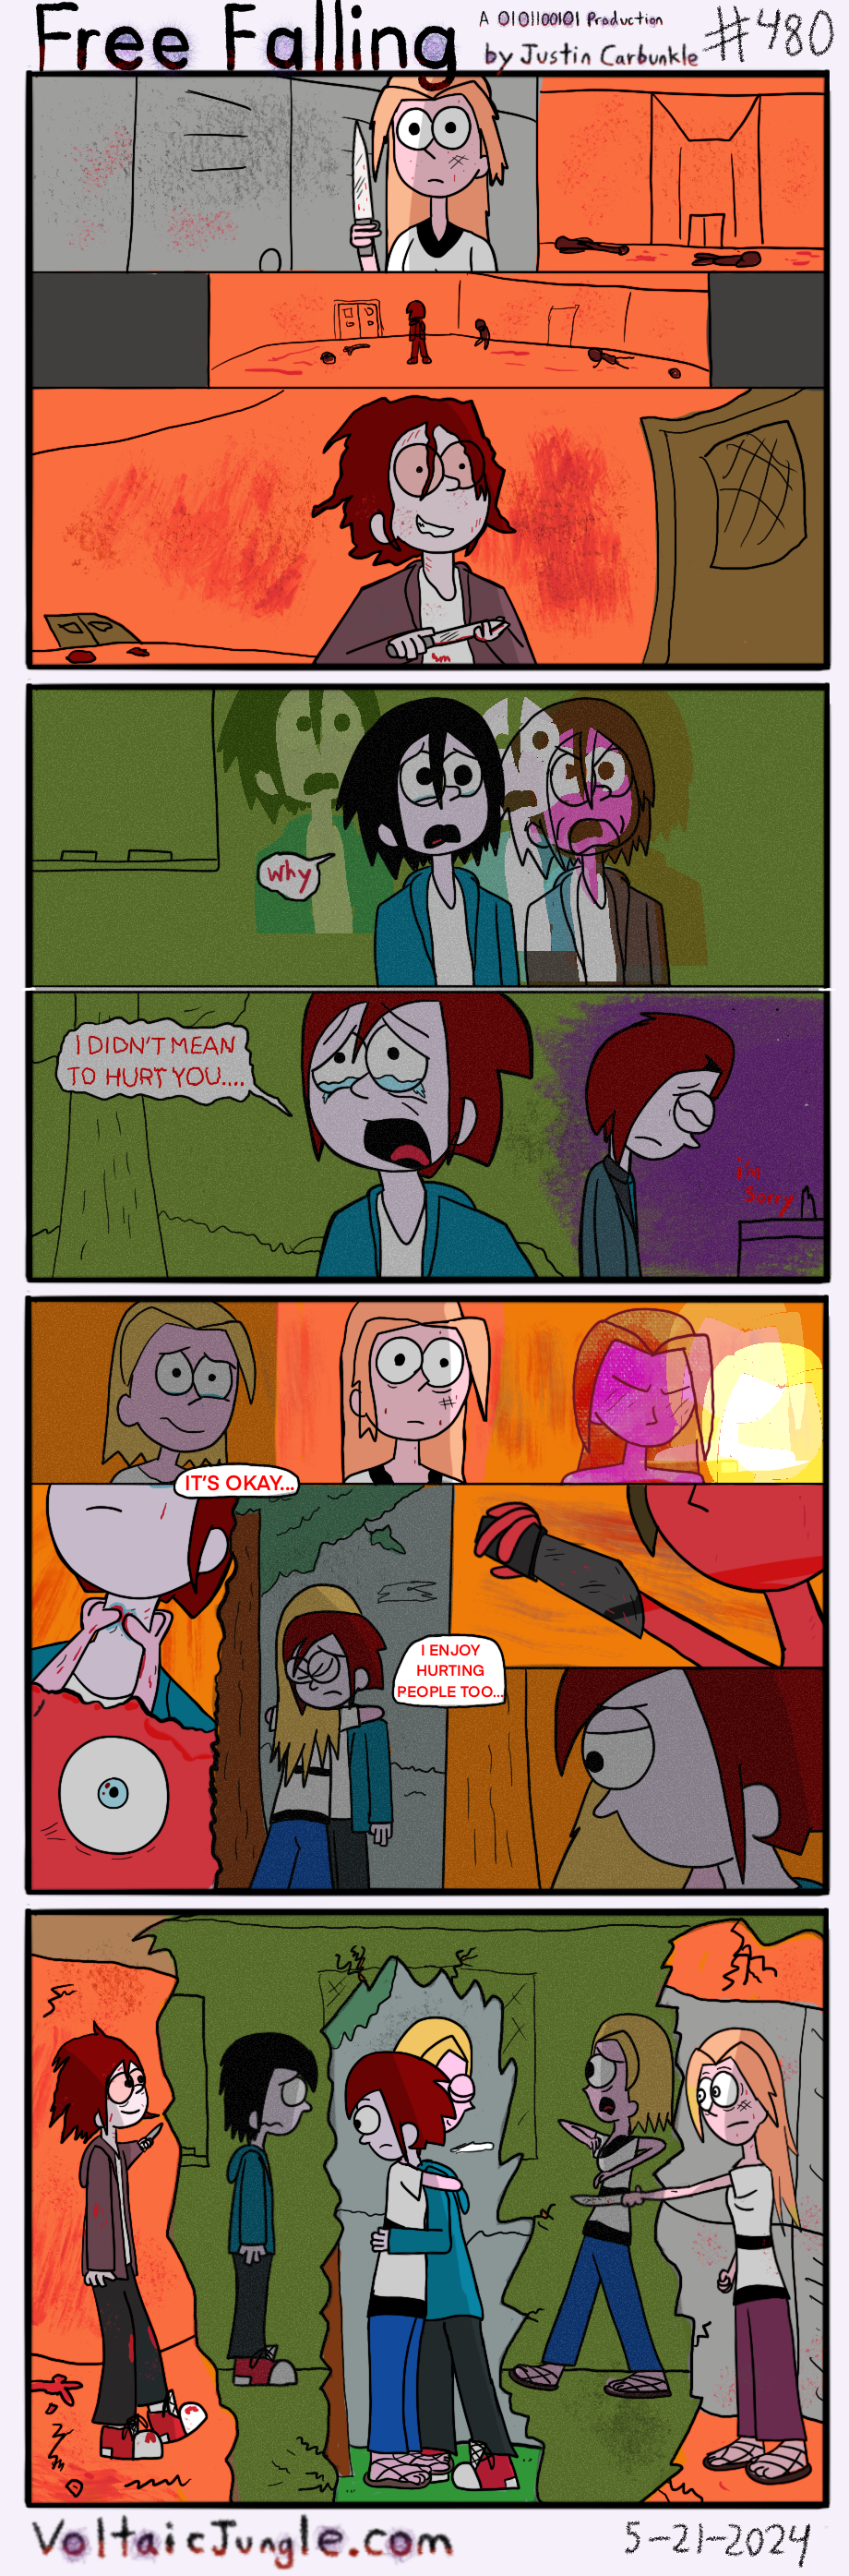 Free Falling
A 0101100101 Production
by Justin Carbunkle
#480
Why
I DIDN'T MEAN
TO HURT YOU....
i'm
sorry
IT'S OKAY...
I ENJOY
HURTING
PEOPLE TOO...
VoltaicJungle.com
5-21-2024